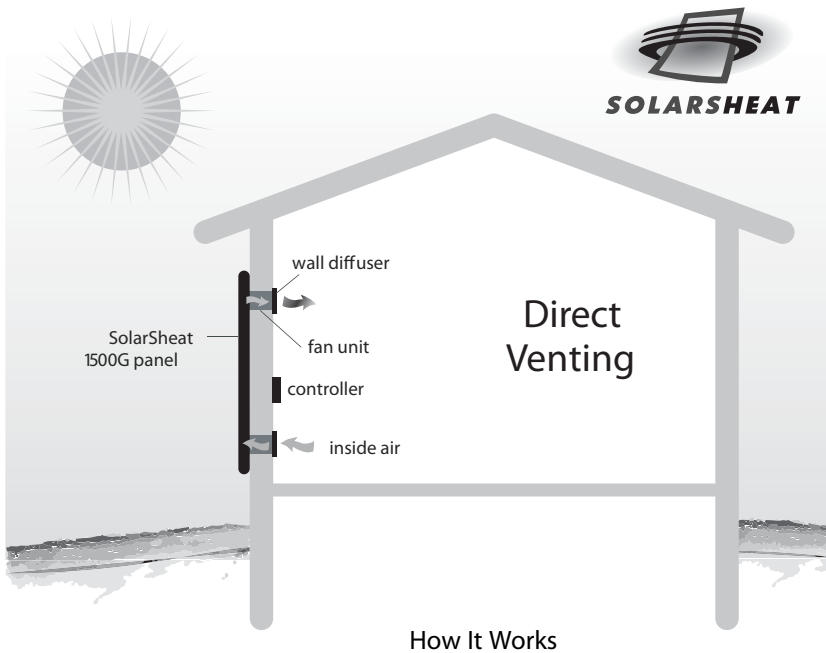 SOLARSHEAT
wall diffuser
Direct
Venting
SolarSheat
1500G panel
fan unit
controller
inside air
How It Works